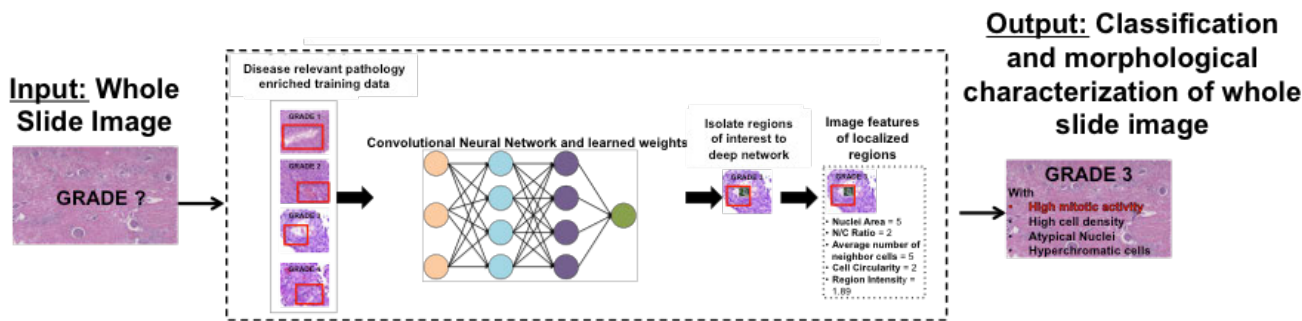 Input: Whole
Slide Image
GRADE ?
Disease relevant pathology
enriched training data
GRADE 1
GRADE 2
GRADE 3
GRADE 4
Convolutional Neural Network and learned weights
Isolate regions
of interest to
deep network
GRADE 3
Image features
of localized
regions
GRADE 3
• Nuclei Area = 5
• N/C Ratio = 2
• Average number of
neighbor cells = 5
• Cell Circularity = 2
• Region Intensity =
1.89
Output: Classification
and morphological
characterization of whole
slide image
GRADE 3
With
• High mitotic activity
• High cell density
• Atypical Nuclei
• Hyperchromatic cells